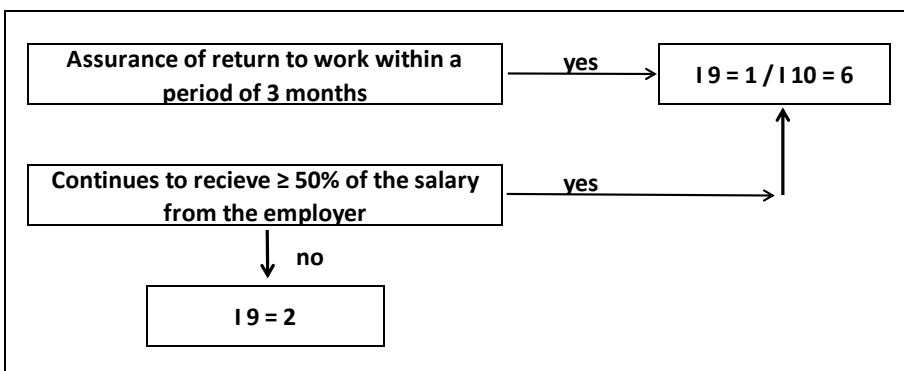 Assurance of return to work within a
period of 3 months
yes
I 9 = 1 / I 10 = 6
Continues to recieve ≥ 50% of the salary
from the employer
yes
no
I 9 = 2